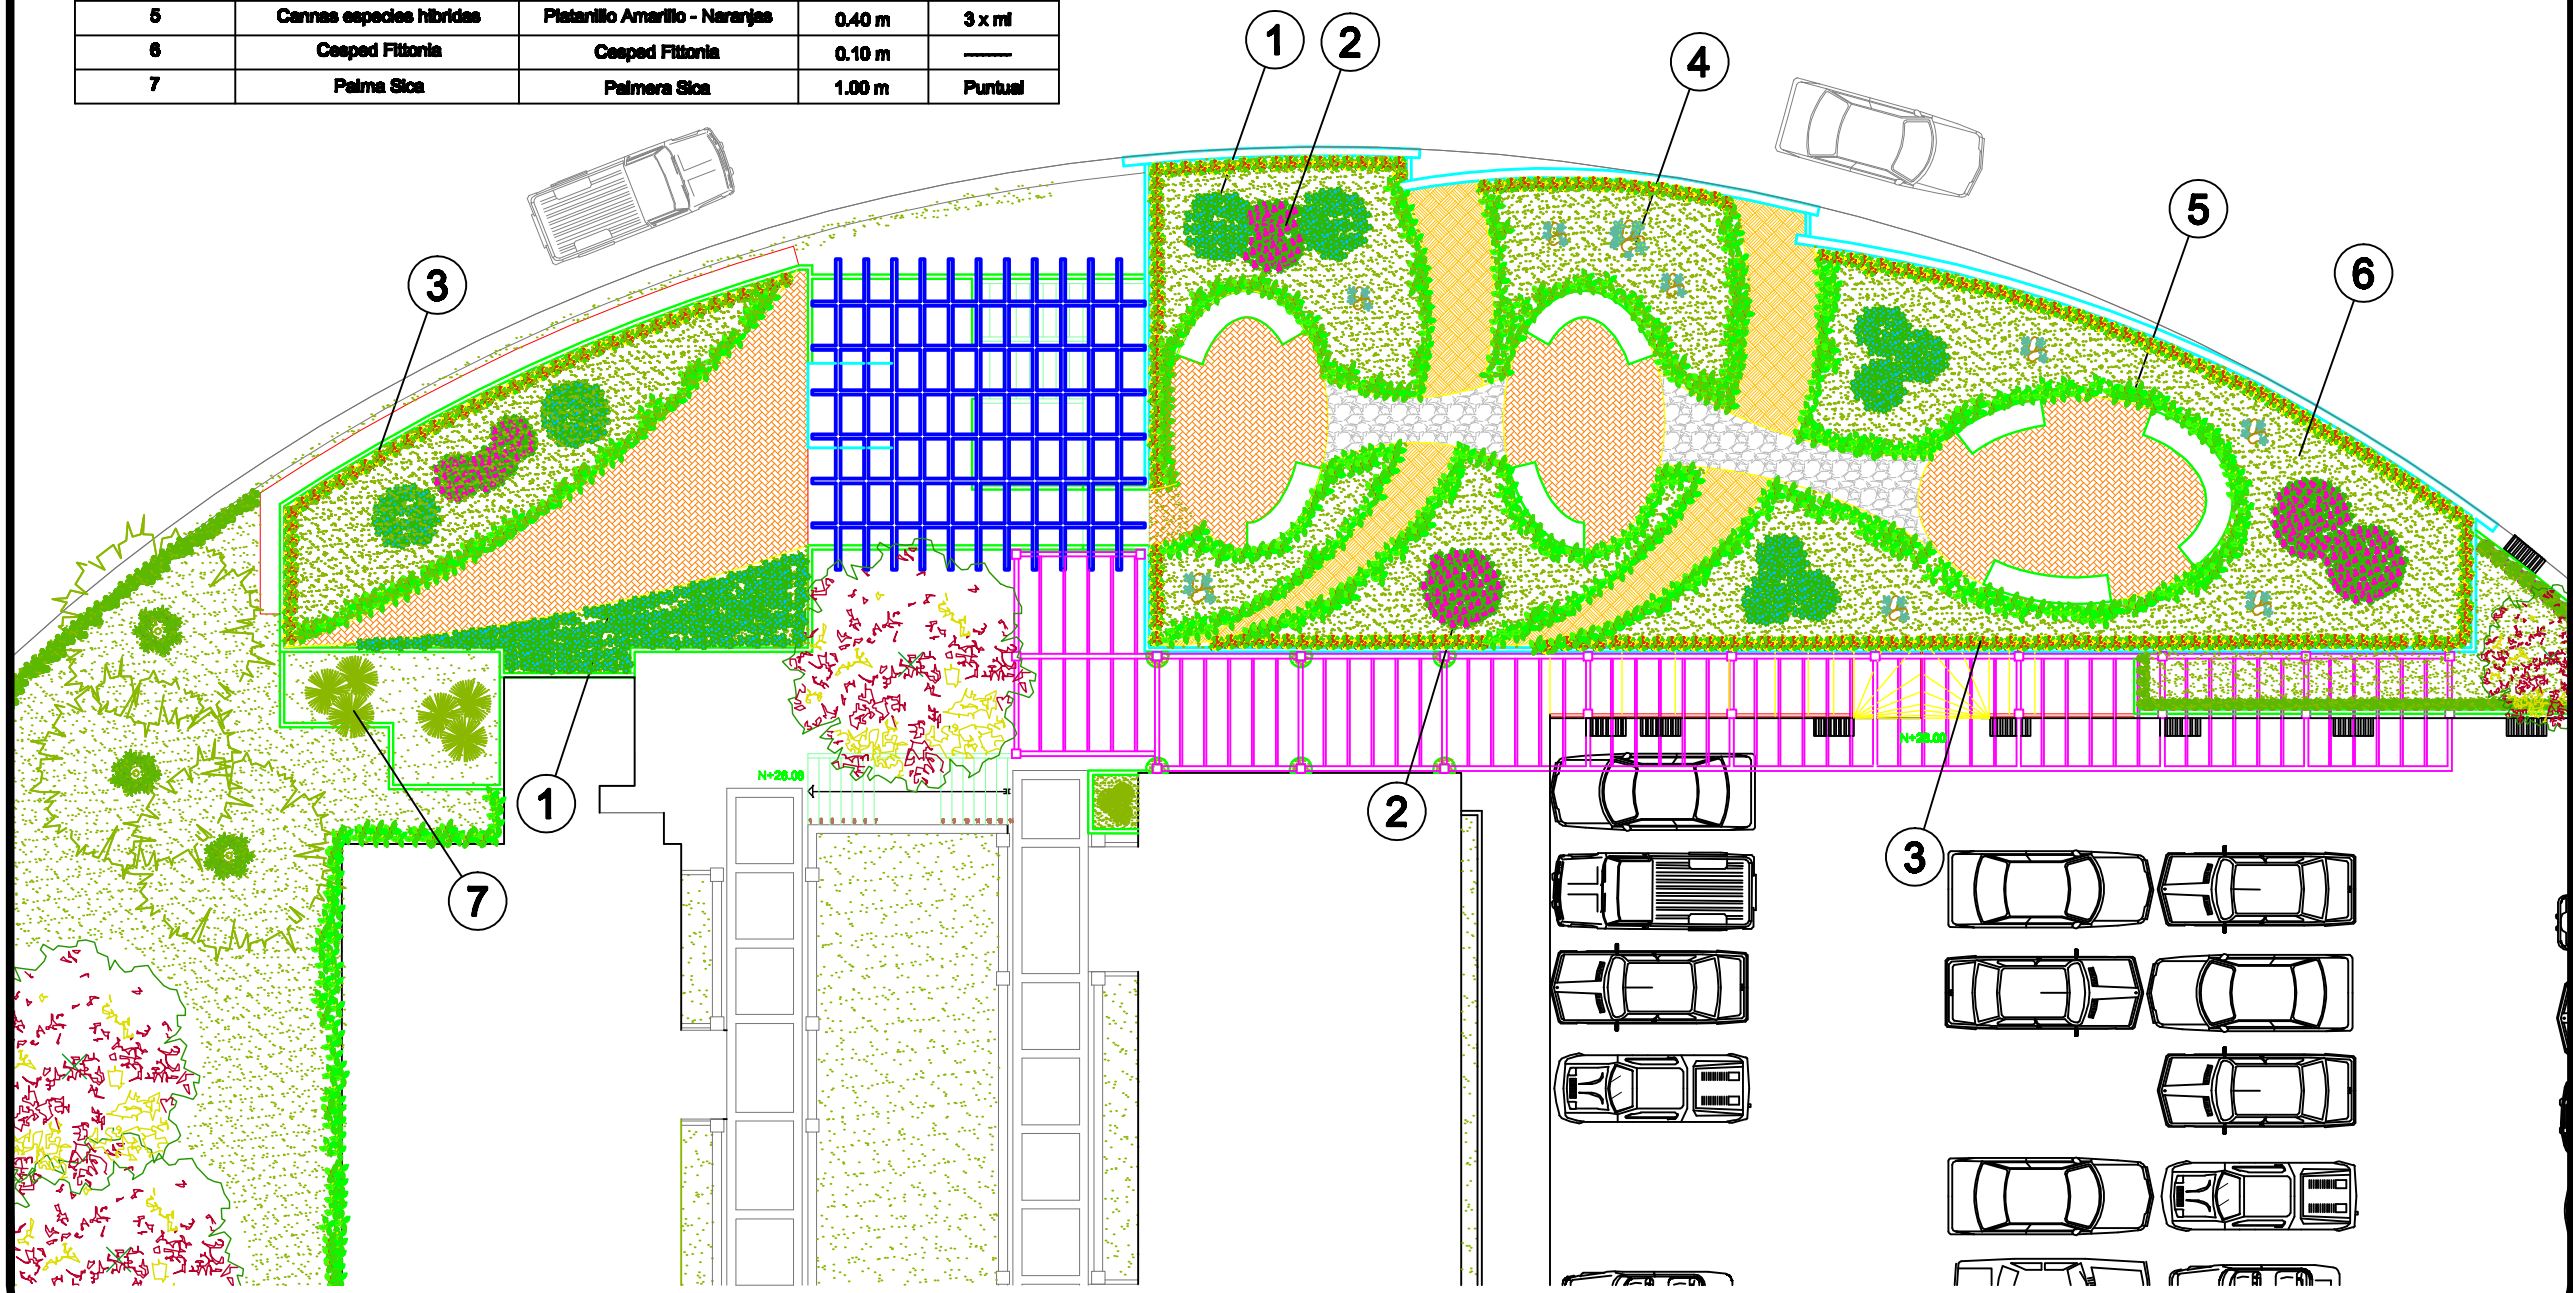 5 Cannas especies hibridas Platanillo Amarillo - Naranjas 0.40 m 3 x ml
6 Cesped Fittonia Cesped Fittonia 0.10 m -------
7 Palma Sica Palmera Sica 1.00 m Puntual
1 2
4
5
6
3
N+28.00
N+28.00
1
2
3
7